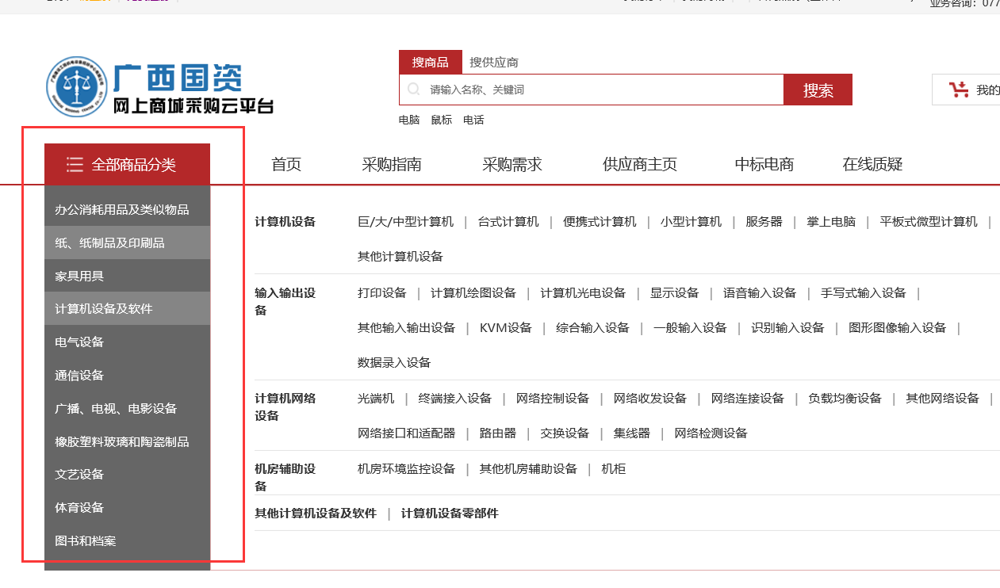 业务咨询：077
广西国资
网上商城采购云平台
搜商品 搜供应商
请输入名称、关键词 搜索
我的
电脑 鼠标 电话
全部商品分类 首页 采购指南 采购需求 供应商主页 中标电商 在线质疑
办公消耗用品及类似物品
纸、纸制品及印刷品
家具用具
计算机设备及软件
电气设备
通信设备
广播、电视、电影设备
橡胶塑料玻璃和陶瓷制品
文艺设备
体育设备
图书和档案
计算机设备 巨/大/中型计算机 | 台式计算机 | 便携式计算机 | 小型计算机 | 服务器 | 掌上电脑 | 平板式微型计算机 |
其他计算机设备
输入输出设备 打印设备 | 计算机绘图设备 | 计算机光电设备 | 显示设备 | 语音输入设备 | 手写式输入设备 |
其他输入输出设备 | KVM设备 | 综合输入设备 | 一般输入设备 | 识别输入设备 | 图形图像输入设备 |
数据录入设备
计算机网络设备 光端机 | 终端接入设备 | 网络控制设备 | 网络收发设备 | 网络连接设备 | 负载均衡设备 | 其他网络设备 |
网络接口和适配器 | 路由器 | 交换设备 | 集线器 | 网络检测设备
机房辅助设备 机房环境监控设备 | 其他机房辅助设备 | 机柜
其他计算机设备及软件 | 计算机设备零部件